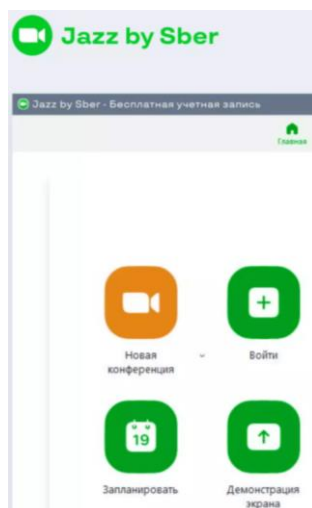 Jazz by Sber
Jazz by Sber - Бесплатная учетная запись
Главная
Новая
конференция
Войти
19
Запланировать
Демонстрация
экрана